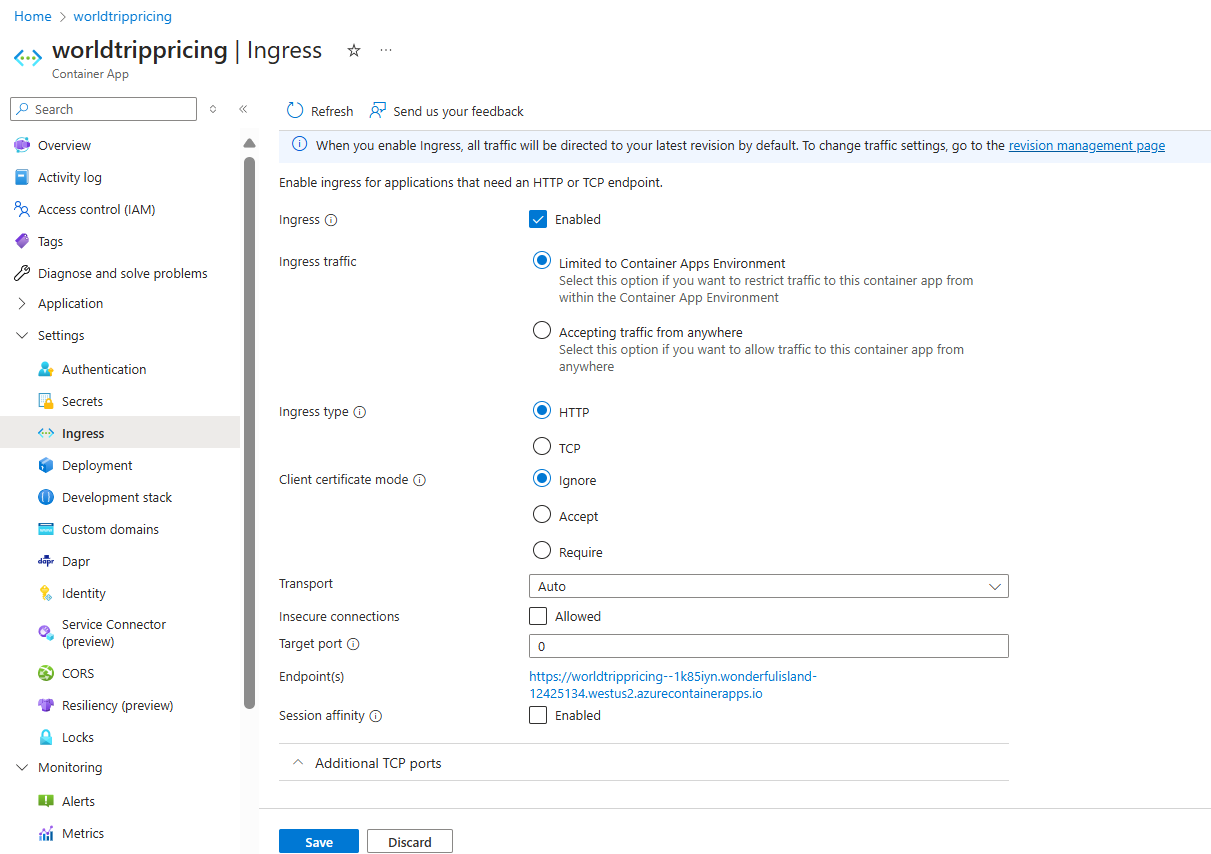 Home > worldtrippricing
worldtrippricing | Ingress
Container App
Search
Refresh
Send us your feedback
Overview
Activity log
Access control (IAM)
Tags
Diagnose and solve problems
Application
Settings
Authentication
Secrets
Ingress
Deployment
Development stack
Custom domains
dapr Dapr
Identity
Service Connector
(preview)
CORS
Resiliency (preview)
Locks
Monitoring
Alerts
Metrics
When you enable Ingress, all traffic will be directed to your latest revision by default. To change traffic settings, go to the revision management page
Enable ingress for applications that need an HTTP or TCP endpoint.
Ingress
Enabled
Ingress traffic
Limited to Container Apps Environment
Select this option if you want to restrict traffic to this container app from
within the Container App Environment
Accepting traffic from anywhere
Select this option if you want to allow traffic to this container app from
anywhere
Ingress type
HTTP
TCP
Client certificate mode
Ignore
Accept
Require
Transport
Auto
Insecure connections
Allowed
Target port
0
Endpoint(s)
https://worldtrippricing--1k85iyn.wonderfulisland-
12425134.westus2.azurecontainerapps.io
Session affinity
Enabled
Additional TCP ports
Save
Discard